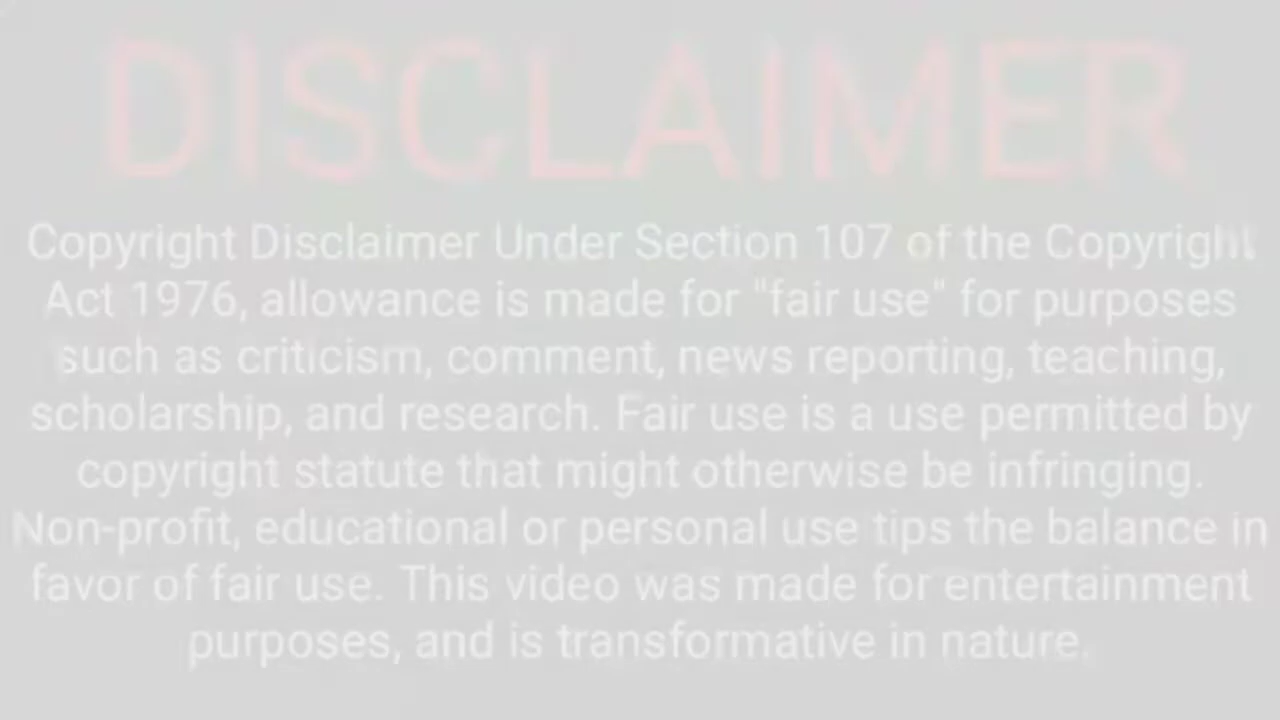 DISCLAIMER
Copyright Disclaimer Under Section 107 of the Copyright
Act 1976, allowance is made for "fair use" for purposes
such as criticism, comment, news reporting, teaching,
scholarship, and research. Fair use is a use permitted by
copyright statute that might otherwise be infringing.
Non-profit, educational or personal use tips the balance in
favor of fair use. This video was made for entertainment
purposes, and is transformative in nature.